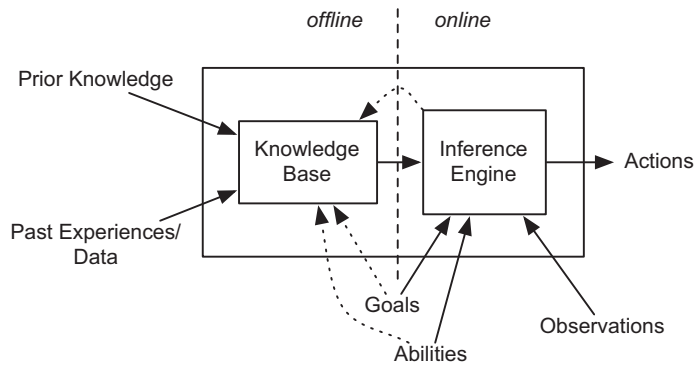 offline
online
Prior Knowledge
Knowledge
Base
Inference
Engine
Actions
Past Experiences/
Data
Goals
Abilities
Observations